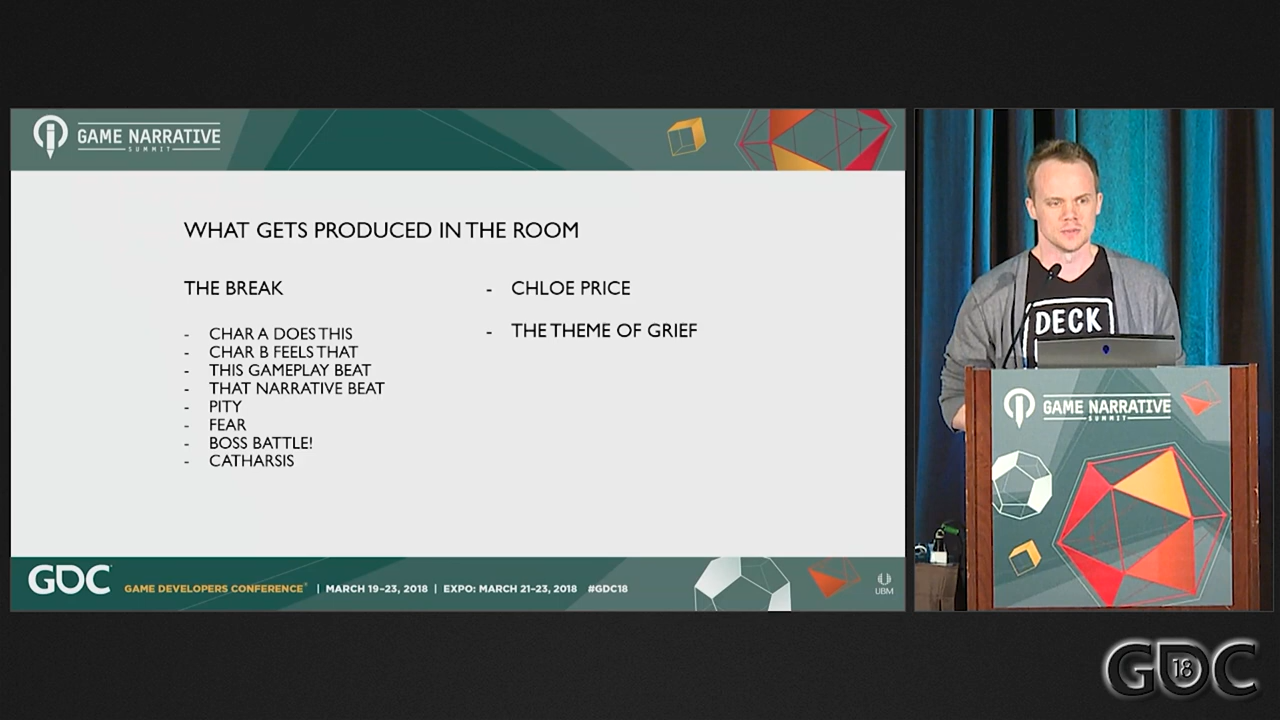 GAME NARRATIVE
SUMMIT
WHAT GETS PRODUCED IN THE ROOM
THE BREAK
- CHAR A DOES THIS
- CHAR B FEELS THAT
- THIS GAMEPLAY BEAT
- THAT NARRATIVE BEAT
- PITY
- FEAR
- BOSS BATTLE!
- CATHARSIS
- CHLOE PRICE
- THE THEME OF GRIEF
GDC GAME DEVELOPERS CONFERENCE® | MARCH 19–23, 2018 | EXPO: MARCH 21–23, 2018 #GDC18
UBM
DECK
GAME NARRATIVE
SUMMIT
GDC 18